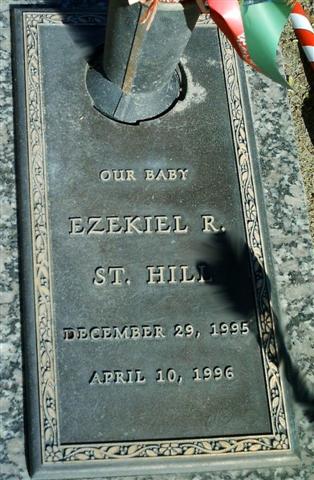 OUR BABY
EZEKIEL R.
ST. HILL
DECEMBER 29, 1995
APRIL 10, 1996